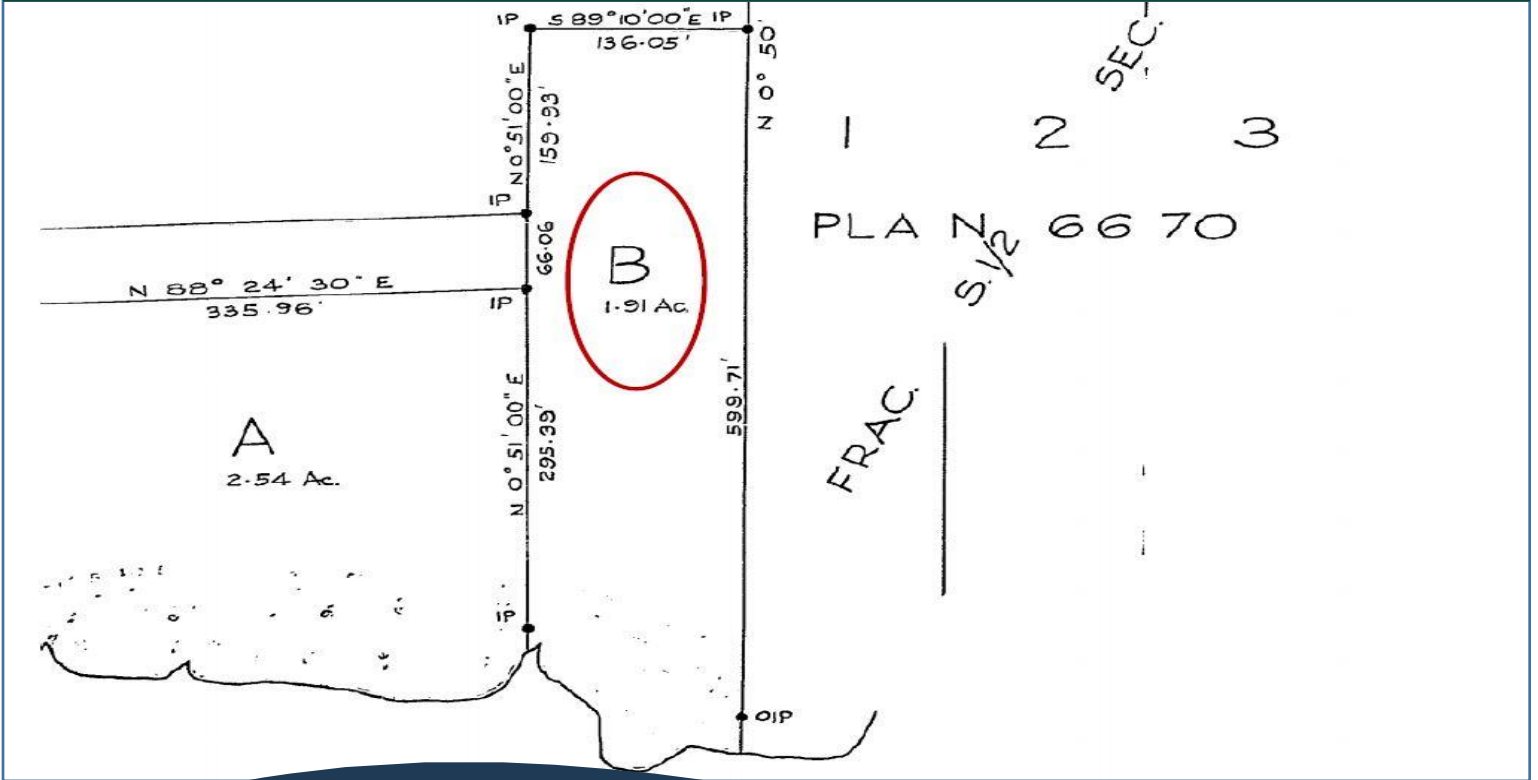 IP S 89°10'00"E IP
136.05'
N 0°51'00"E
159.93'
N 0° 50
SEC.
1 2 3
IP
66.06
B
1.91 Ac.
PLAN 6670
S. 1/2
N 88° 24' 30" E
335.96'
IP
N 0°51'00" E
295.39'
599.71'
FRAC.
A
2.54 Ac.
IP
OIP